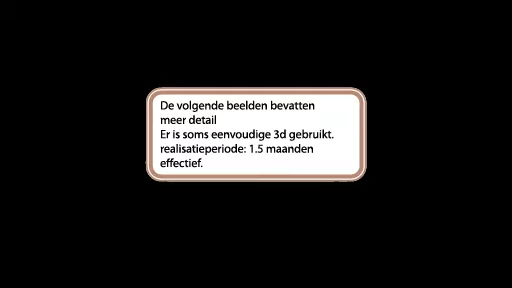 De volgende beelden bevatten
meer detail
Er is soms eenvoudige 3d gebruikt.
realisatieperiode: 1.5 maanden
effectief.